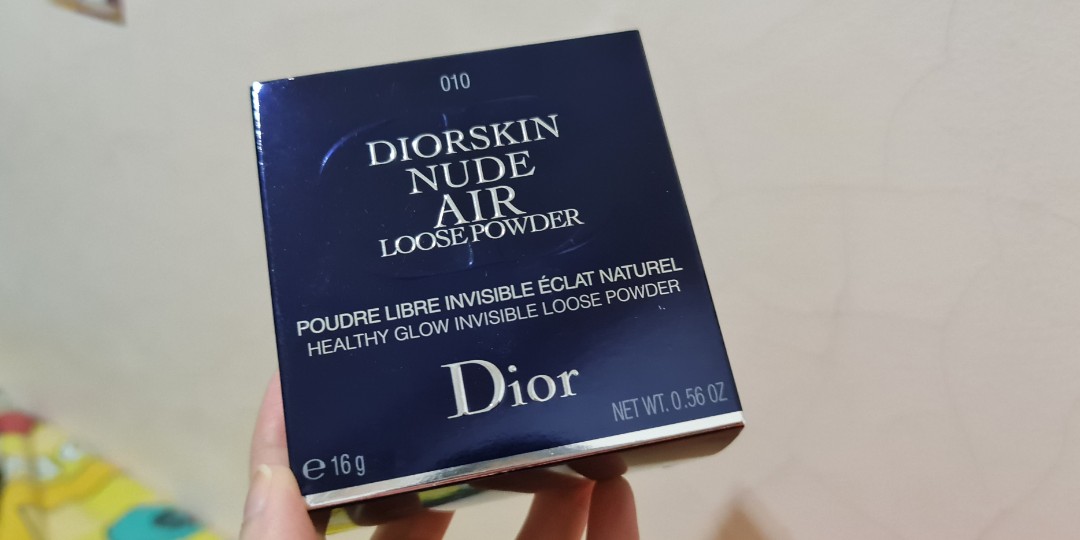 010
DIORSKIN
NUDE
AIR
LOOSE POWDER
POUDRE LIBRE INVISIBLE ÉCLAT NATUREL
HEALTHY GLOW INVISIBLE LOOSE POWDER
Dior
℮ 16 g
NET WT. 0.56 OZ